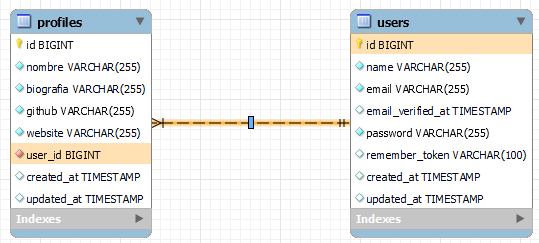 profiles
id BIGINT
nombre VARCHAR(255)
biografia VARCHAR(255)
github VARCHAR(255)
website VARCHAR(255)
user_id BIGINT
created_at TIMESTAMP
updated_at TIMESTAMP
Indexes
users
id BIGINT
name VARCHAR(255)
email VARCHAR(255)
email_verified_at TIMESTAMP
password VARCHAR(255)
remember_token VARCHAR(100)
created_at TIMESTAMP
updated_at TIMESTAMP
Indexes